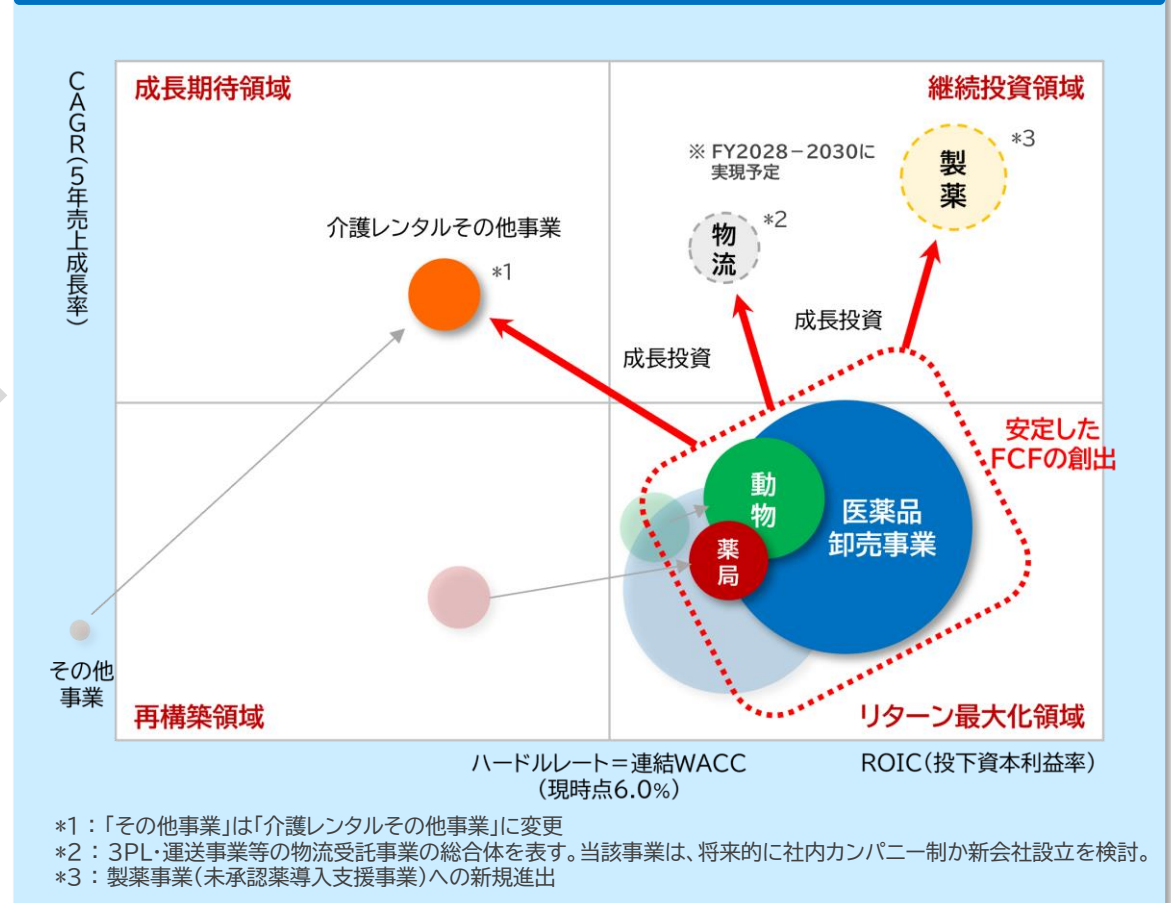 CAGR(5年売上成長率)
成長期待領域
継続投資領域
※ FY2028-2030に
実現予定
製薬
*3
物流
*2
介護レンタルその他事業
*1
成長投資
成長投資
安定した
FCFの創出
動物
医薬品
卸売事業
薬局
その他
事業
再構築領域
リターン最大化領域
ハードルレート=連結WACC
(現時点6.0%)
ROIC(投下資本利益率)
*1:「その他事業」は「介護レンタルその他事業」に変更
*2:3PL・運送事業等の物流受託事業の総合体を表す。当該事業は、将来的に社内カンパニー制か新会社設立を検討。
*3:製薬事業(未承認薬導入支援事業)への新規進出